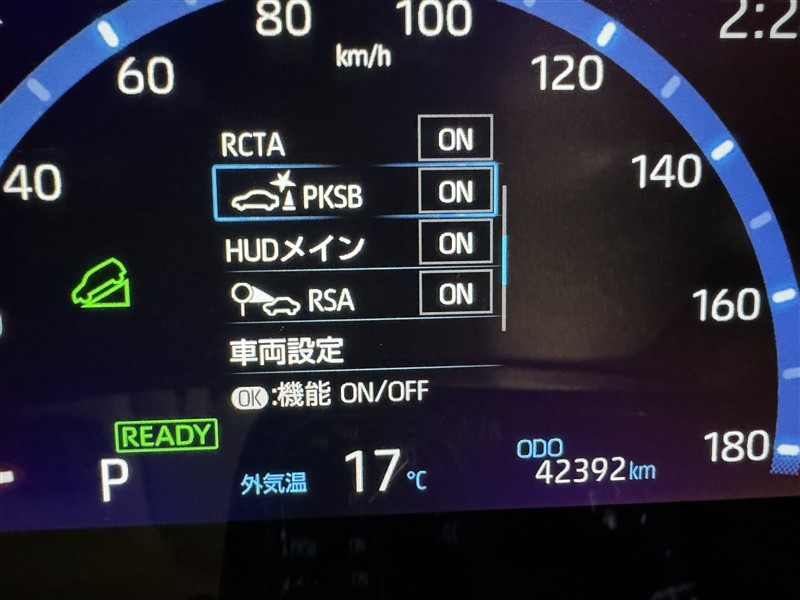 80
100
2:2
km/h
60
120
RCTA ON
40
140
PKSB ON
HUDメイン ON
RSA ON
160
車両設定
OK:機能 ON/OFF
READY
ODO
180
P
外気温 17℃
42392km